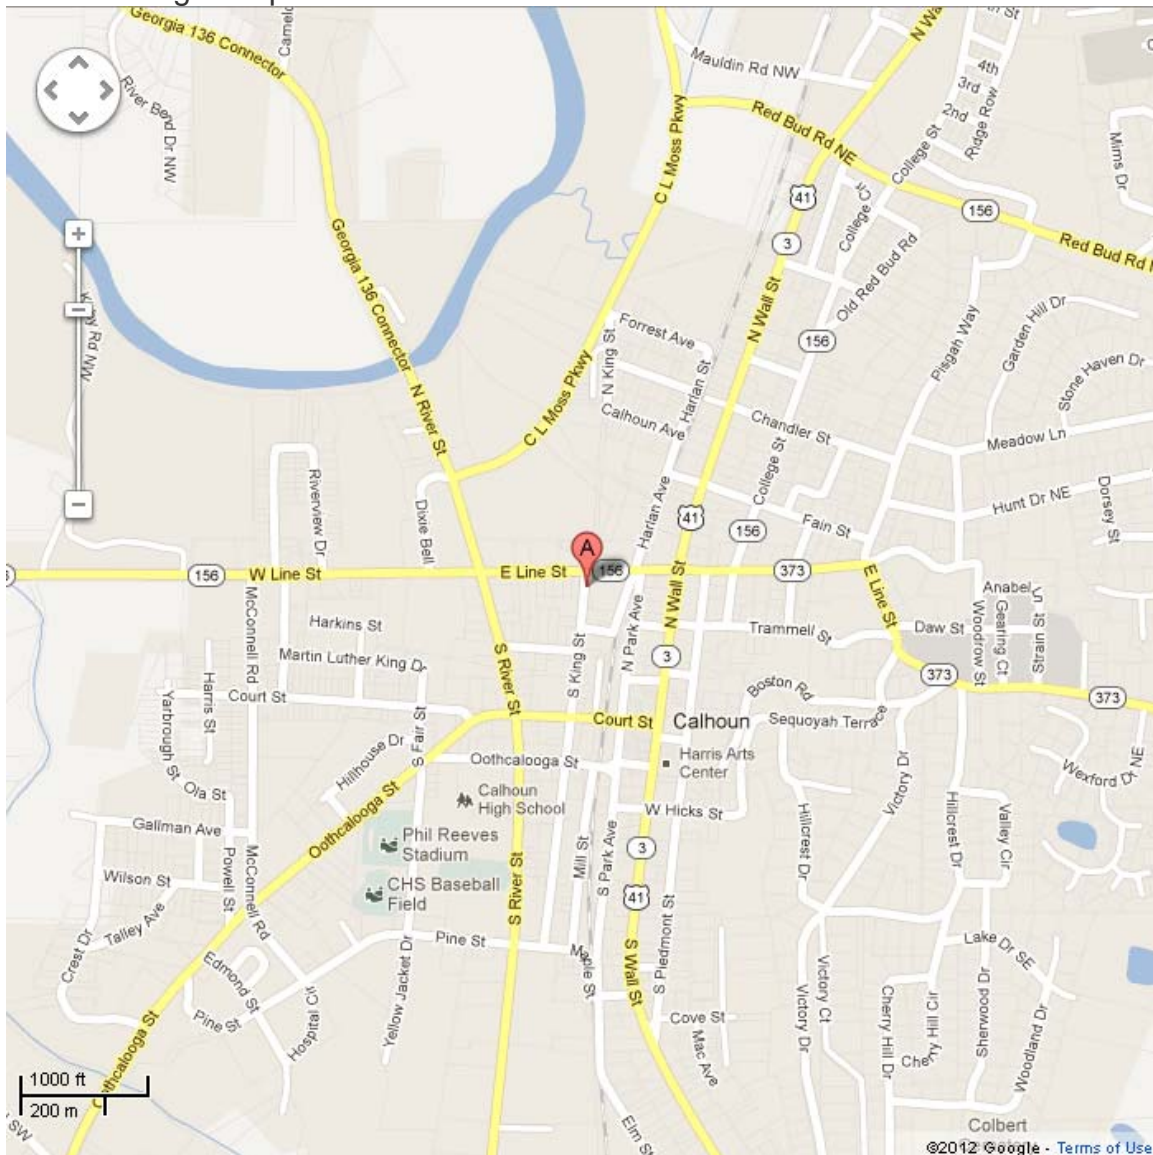 Georgia 136 Connector
Camelo
N Wa
n St
Mauldin Rd NW
4th
3rd
2nd
Ridge Row
River Bend Dr NW
C L Moss Pkwy
Red Bud Rd NE
College St
Mims Dr
41
College Cir
156
3
Old Red Bud Rd
Red Bud Rd N
Georgia 136 Connector
N Wall St
Pisgah Way
Garden Hill Dr
Stone Haven Dr
Forrest Ave
156
N King St
C L Moss Pkwy
Harlan St
N River St
Calhoun Ave
Chandler St
Meadow Ln
Riverview Dr
Dixie Bell
College St
Harlan Ave
Hunt Dr NE
Dorsey St
41
156
Fain St
A
156
W Line St
E Line St
156
373
E Line St
N Wall St
Anabel Ln
McConnell Rd
Harkins St
N Park Ave
Trammell St
Daw St
Woodrow St
Gearing Ct
Strain St
Martin Luther King Dr
S River St
S King St
3
373
Harris St
Court St
Boston Rd
373
Yarbrough St
S Fair St
Court St
Calhoun
Sequoyah Terrace
Hillhouse Dr
Oothcalooga St
Harris Arts
Center
Victory Dr
Wexford Dr NE
Ola St
Calhoun
High School
W Hicks St
Hillcrest Dr
Hillcrest Dr
Valley Cir
Oothcalooga St
Gallman Ave
Phil Reeves
Stadium
Mill St
3
Powell St
McConnell Rd
S River St
S Park Ave
Wilson St
CHS Baseball
Field
41
Talley Ave
Pine St
Maple St
S Wall St
S Piedmont St
Lake Dr SE
Crest Dr
Edmond St
Yellow Jacket Dr
Victory Dr
Victory Ct
Cherry Hill Dr
Cherry Hill Cir
Sherwood Dr
Woodland Dr
Pine St
Hospital Cir
Cove St
Mac Ave
Oothcalooga St
1000 ft
200 m
Elm St
Colbert
©2012 Google - Terms of Use